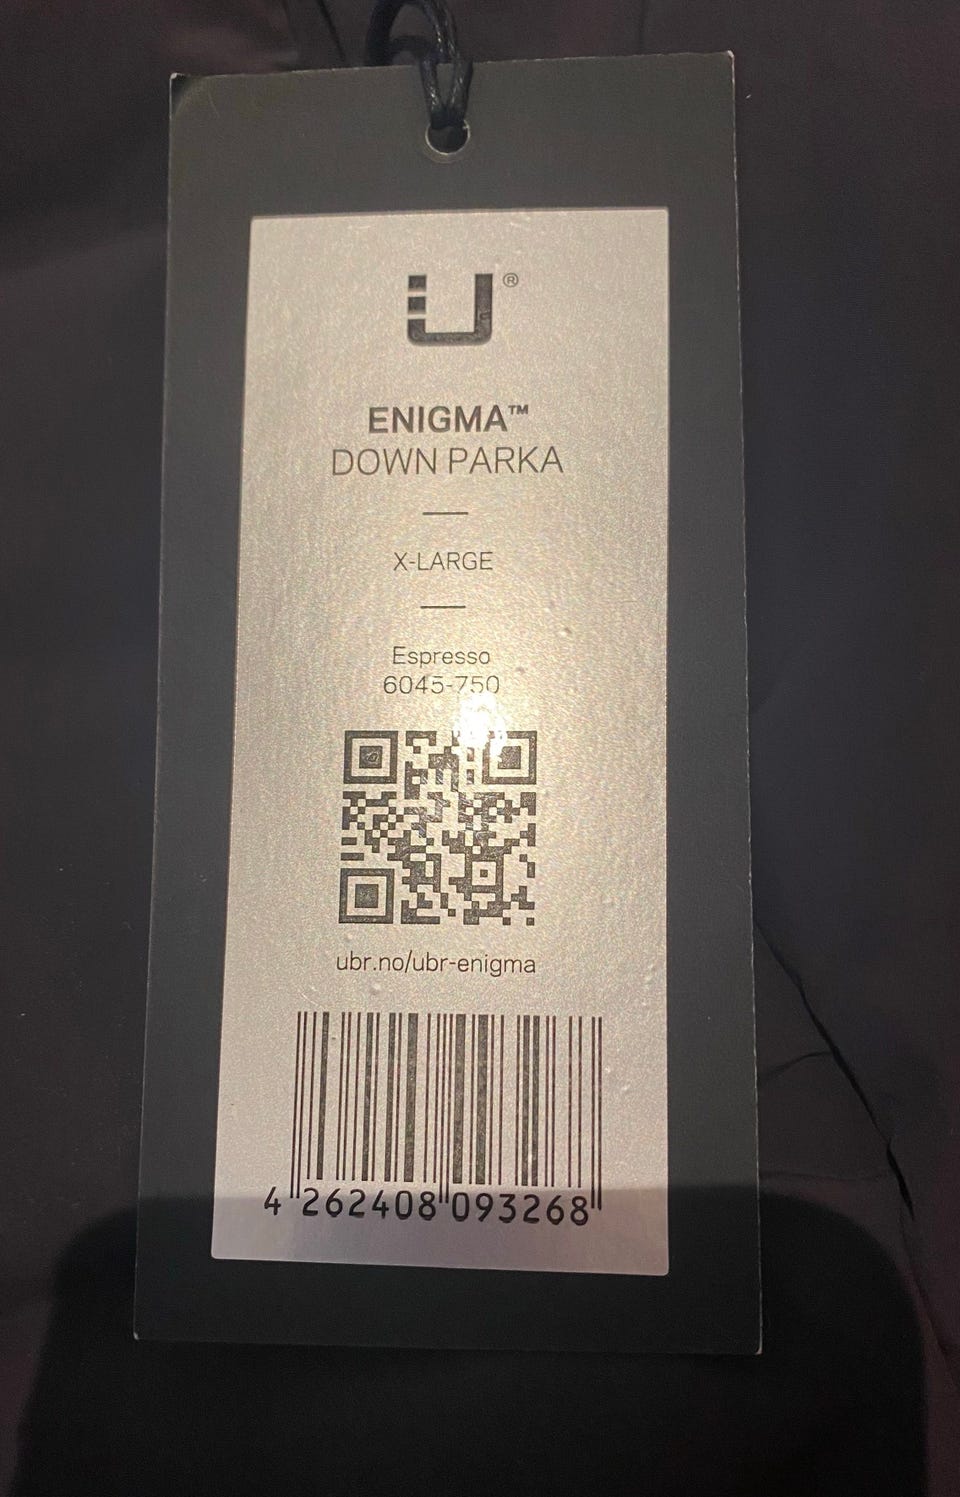 U®
ENIGMA™
DOWN PARKA
X-LARGE
Espresso
6045-750
ubr.no/ubr-enigma
4 262408 093268